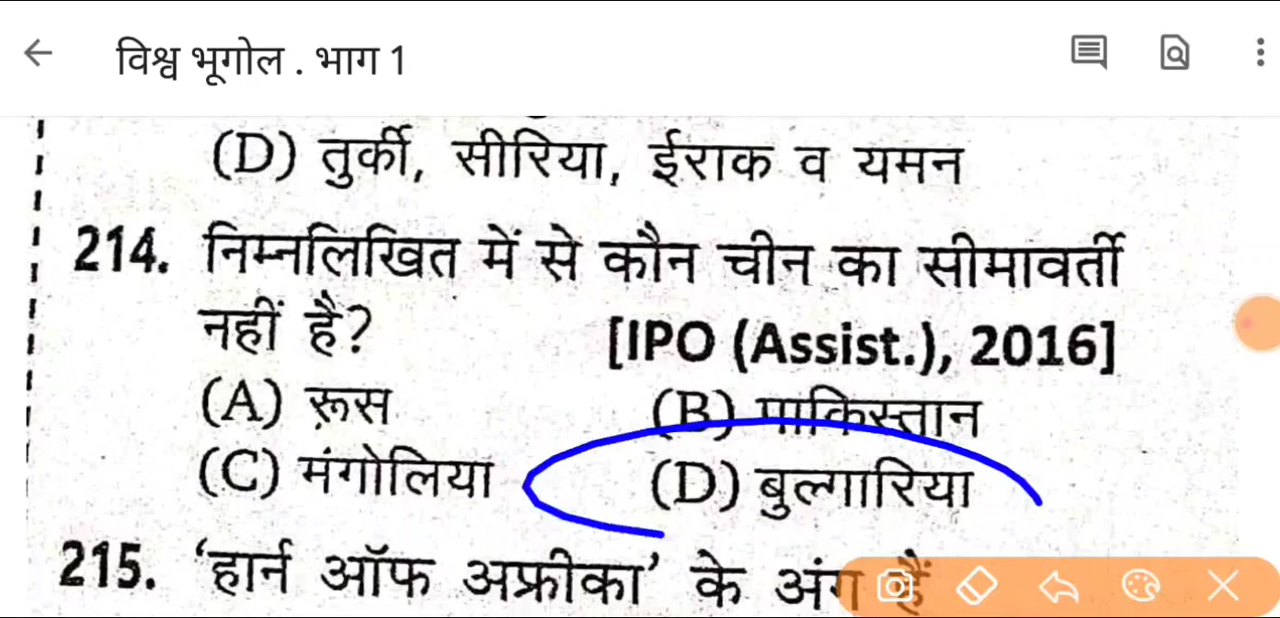 विश्व भूगोल . भाग 1
(D) तुर्की, सीरिया, ईराक व यमन
214. निम्नलिखित में से कौन चीन का सीमावर्ती
नहीं है? [IPO (Assist.), 2016]
(A) रूस (B) पाकिस्तान
(C) मंगोलिया (D) बुल्गारिया
215. ‘हार्न ऑफ अफ्रीका’ के अंग हैं